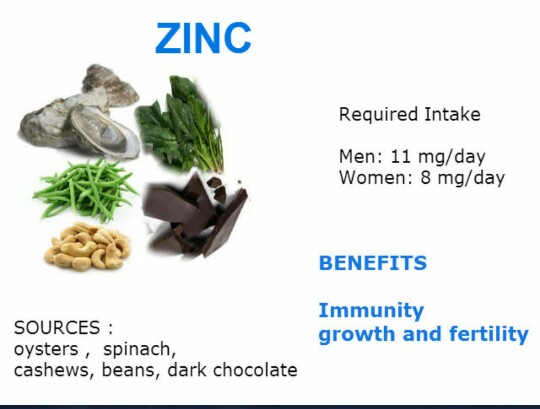 ZINC
Required Intake
Men: 11 mg/day
Women: 8 mg/day
BENEFITS
Immunity
growth and fertility
SOURCES :
oysters ,  spinach,
cashews, beans, dark chocolate